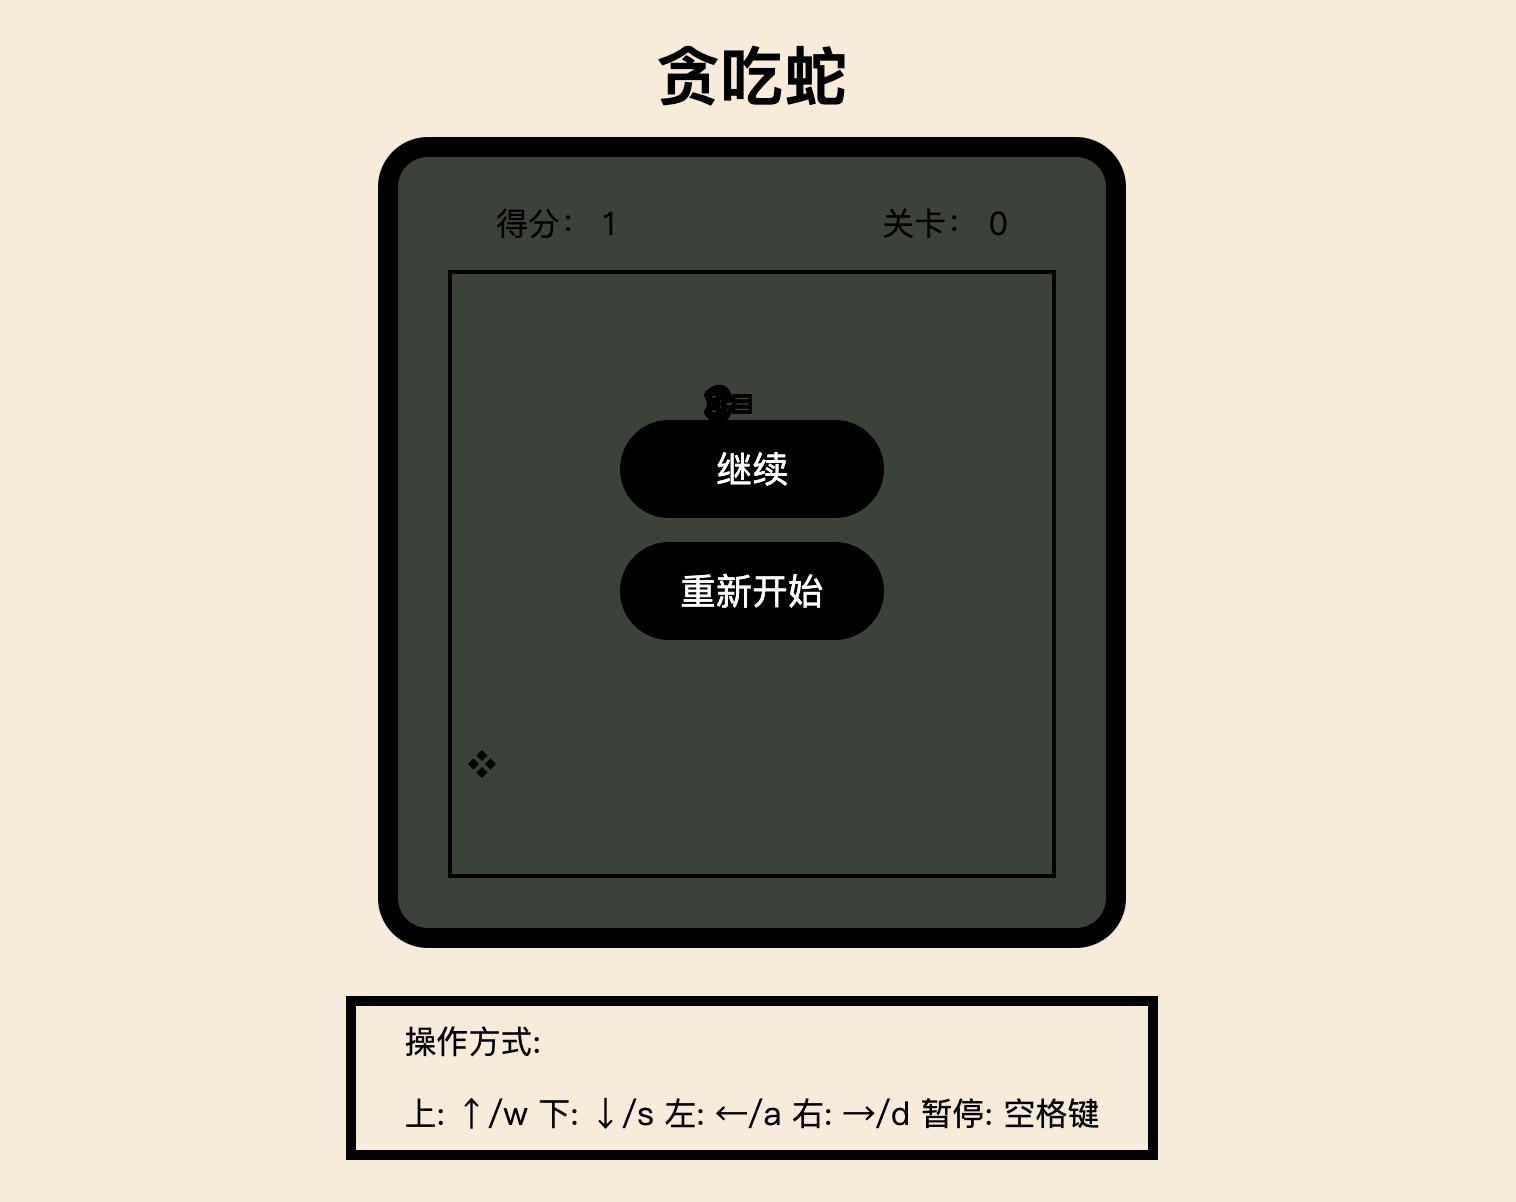 贪吃蛇
得分： 1 关卡： 0
继续
重新开始
操作方式:
上: ↑/w 下: ↓/s 左: ←/a 右: →/d 暂停: 空格键